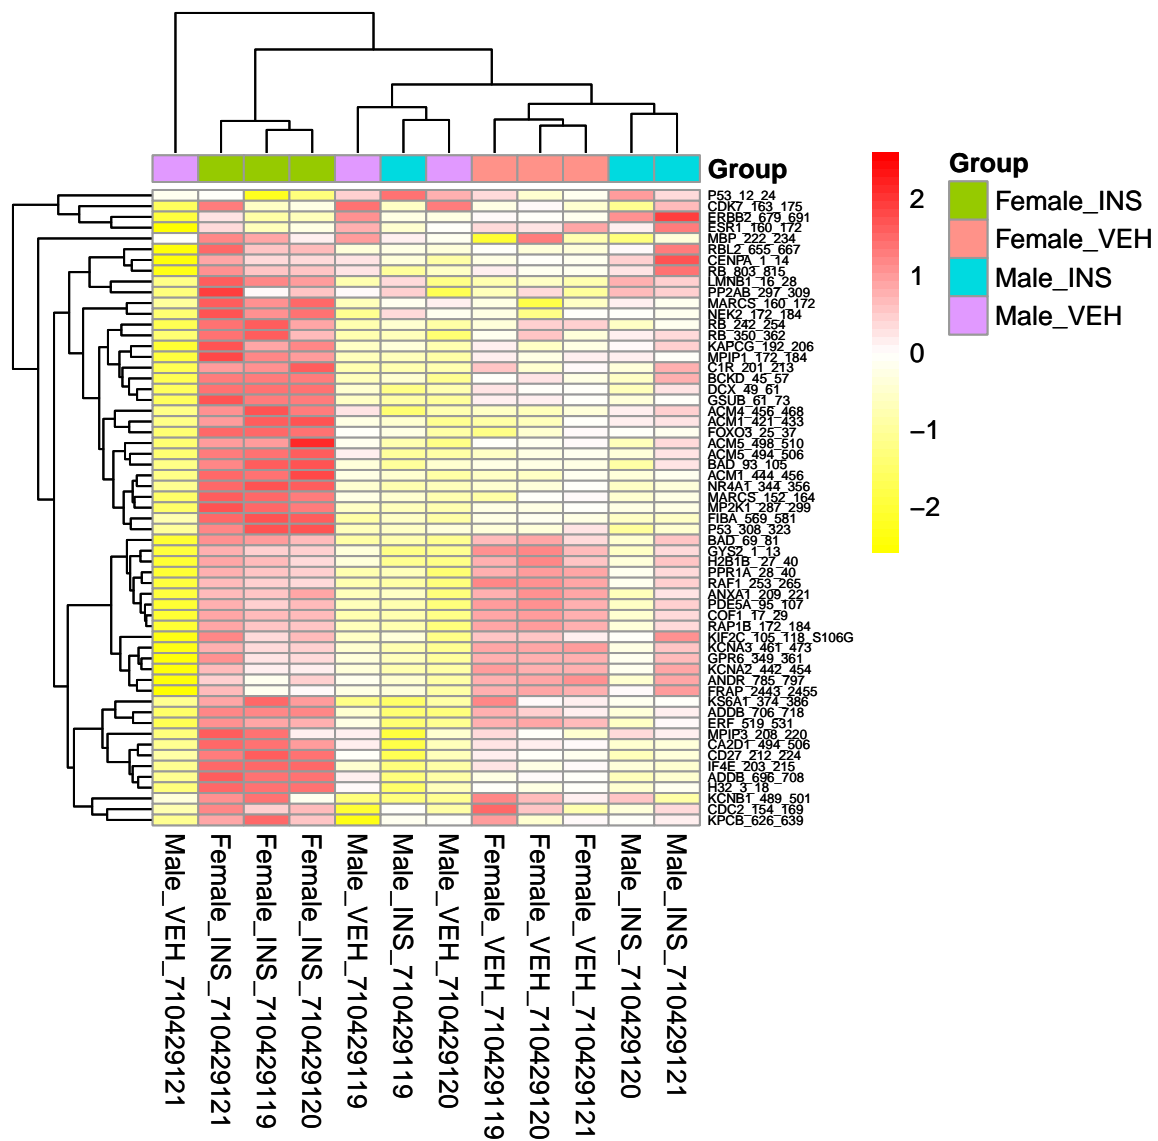 Group
P53_12_24
CDK7_163_175
ERBB2_679_691
ESR1_160_172
MBP_222_234
RBL2_655_667
CENPA_1_14
RB_803_815
LMNB1_16_28
PP2AB_297_309
MARCS_160_172
NEK2_172_184
RB_242_254
RB_350_362
KAPCG_192_206
MPIP1_172_184
C1R_201_213
BCKD_45_57
DCX_49_61
GSUB_61_73
ACM4_456_468
ACM1_421_433
FOXO3_25_37
ACM5_498_510
ACM5_494_506
BAD_93_105
ACM1_444_456
NR4A1_344_356
MARCS_152_164
MP2K1_287_299
FIBA_569_581
P53_308_323
BAD_69_81
GYS2_1_13
H2B1B_27_40
PPR1A_28_40
RAF1_253_265
ANXA1_209_221
PDE5A_95_107
COF1_17_29
RAP1B_172_184
KIF2C_105_118_S106G
KCNA3_461_473
GPR6_349_361
KCNA2_442_454
ANDR_785_797
FRAP_2443_2455
KS6A1_374_386
ADDB_706_718
ERF_519_531
MPIP3_208_220
CA2D1_494_506
CD27_212_224
IF4E_203_215
ADDB_696_708
H32_3_18
KCNB1_489_501
CDC2_154_169
KPCB_626_639
Male_VEH_710429121
Female_INS_710429121
Female_INS_710429119
Female_INS_710429120
Male_VEH_710429119
Male_INS_710429119
Male_VEH_710429120
Female_VEH_710429119
Female_VEH_710429120
Female_VEH_710429121
Male_INS_710429120
Male_INS_710429121
2
1
0
−1
−2
Group
Female_INS
Female_VEH
Male_INS
Male_VEH